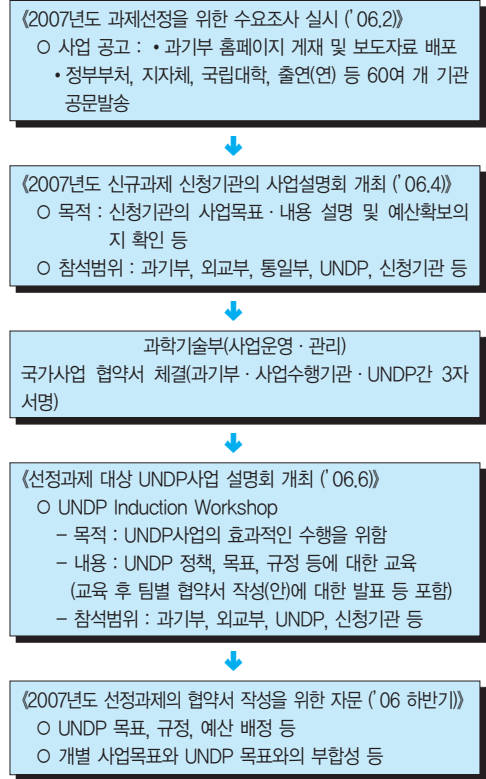 《2007년도 과제선정을 위한 수요조사 실시 ('06.2)》
○ 사업 공고 : • 과기부 홈페이지 게재 및 보도자료 배포
• 정부부처, 지자체, 국립대학, 출연(연) 등 60여 개 기관
공문발송
《2007년도 신규과제 신청기관의 사업설명회 개최 ('06.4)》
○ 목적 : 신청기관의 사업목표 · 내용 설명 및 예산확보의
지 확인 등
○ 참석범위 : 과기부, 외교부, 통일부, UNDP, 신청기관 등
과학기술부(사업운영 · 관리)
국가사업 협약서 체결(과기부 · 사업수행기관 · UNDP간 3자
서명)
《선정과제 대상 UNDP사업 설명회 개최 ('06.6)》
○ UNDP Induction Workshop
- 목적 : UNDP사업의 효과적인 수행을 위함
- 내용 : UNDP 정책, 목표, 규정 등에 대한 교육
(교육 후 팀별 협약서 작성(안)에 대한 발표 등 포함)
- 참석범위 : 과기부, 외교부, UNDP, 신청기관 등
《2007년도 선정과제의 협약서 작성을 위한 자문 ('06 하반기)》
○ UNDP 목표, 규정, 예산 배정 등
○ 개별 사업목표와 UNDP 목표와의 부합성 등